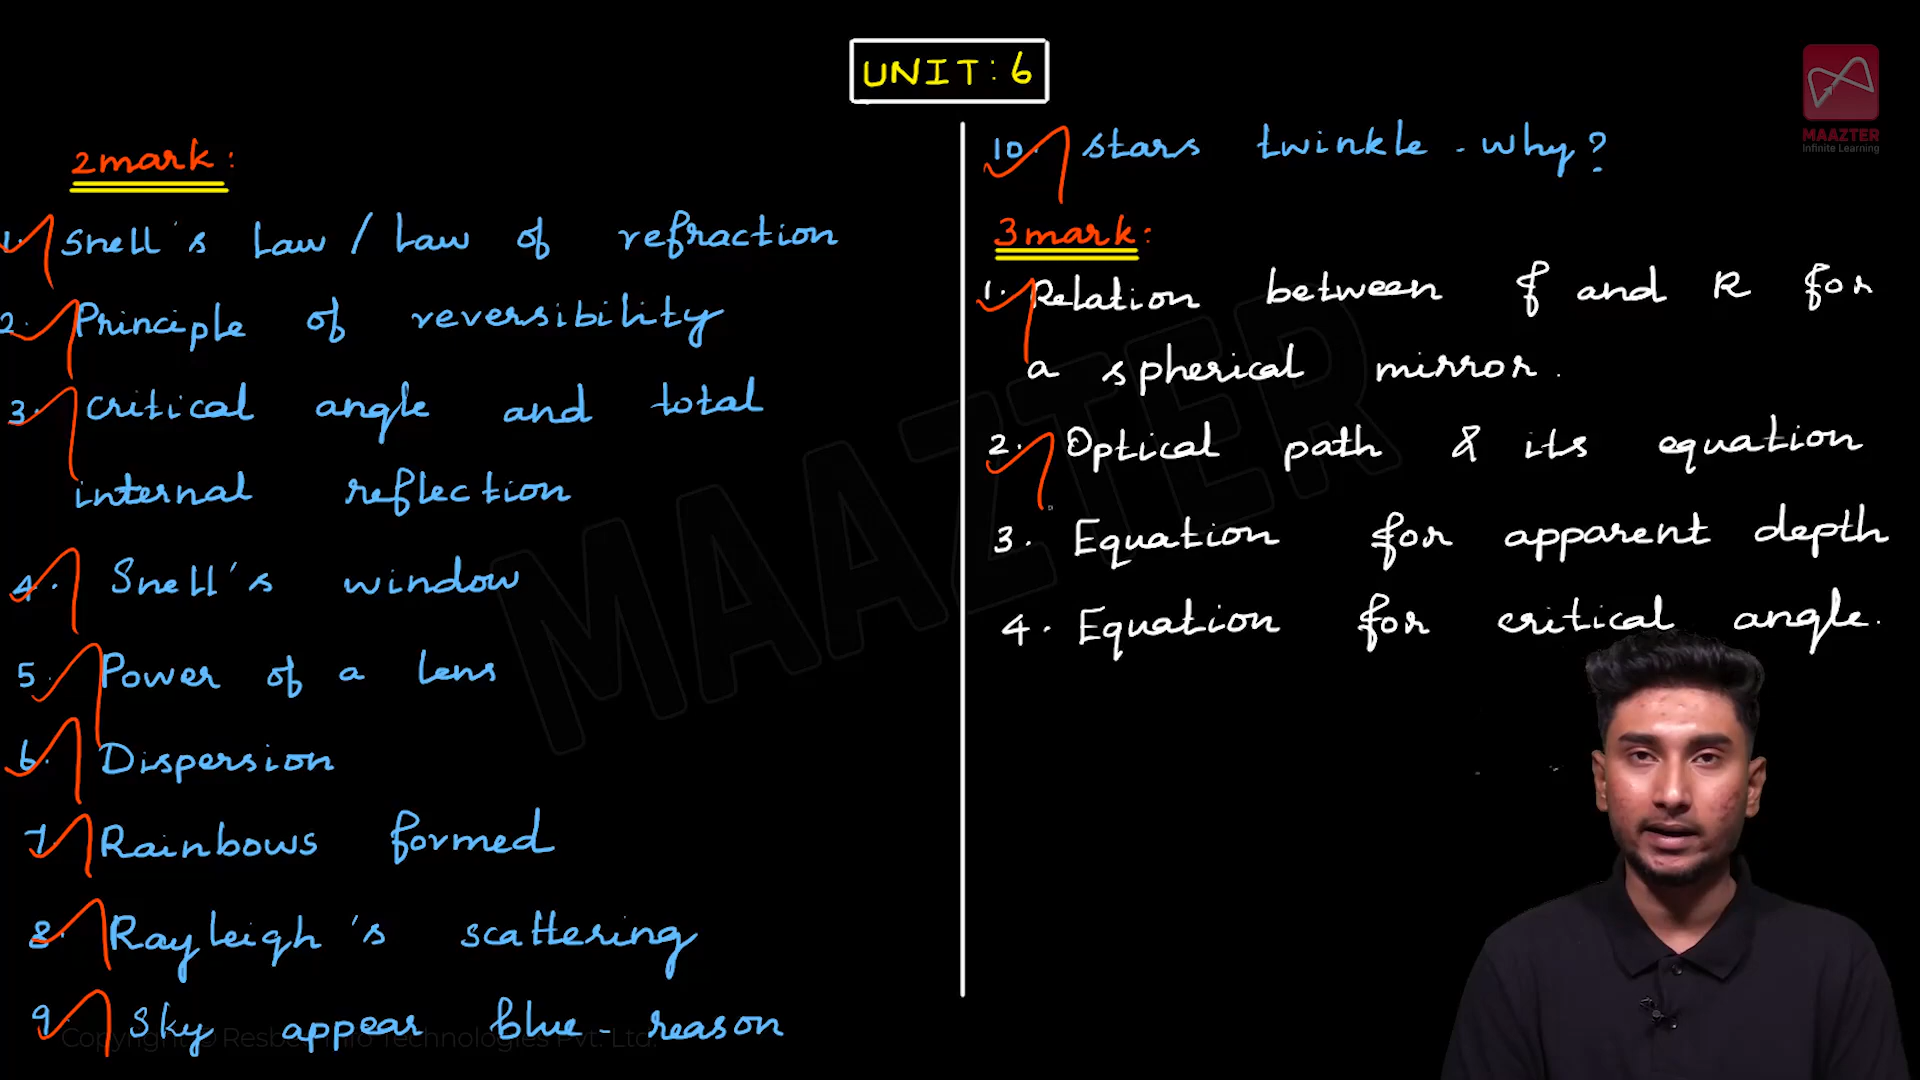 UNIT: 6
MAAZTER
Infinite Learning
2mark:
1. Snell's Law / Law of refraction
2. Principle of reversibility
3. Critical angle and total
internal reflection
4. Snell's window
5. Power of a lens
6. Dispersion
7. Rainbows formed
8. Rayleigh's scattering
9. Sky appear blue - reason
10. stars twinkle - why?
3mark:
1. Relation between f and R for
a spherical mirror.
2. Optical path & its equation
3. Equation for apparent depth
4. Equation for critical angle.
MAAZTER